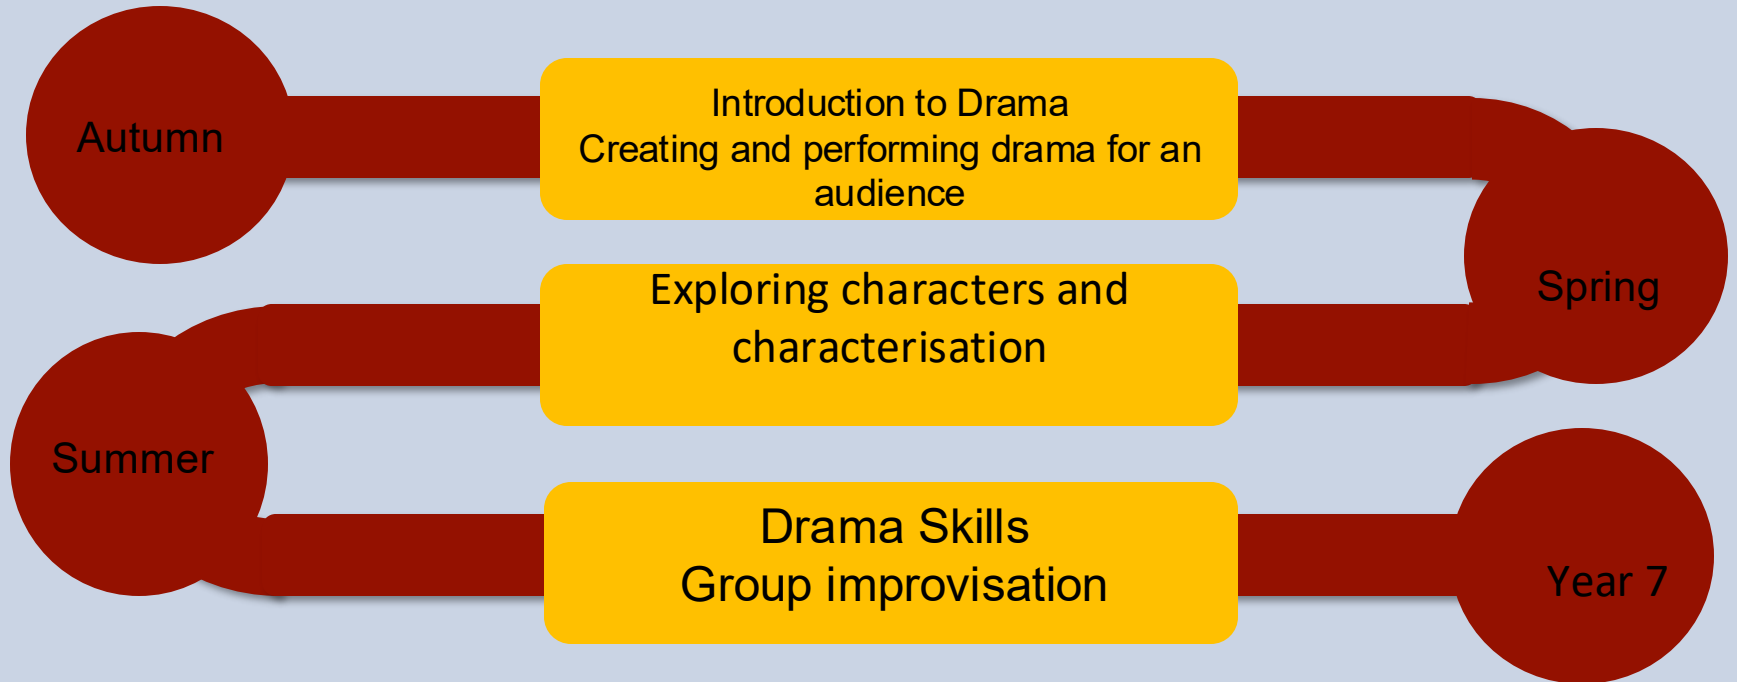 Autumn
Introduction to Drama
Creating and performing drama for an
audience
Spring
Exploring characters and
characterisation
Summer
Drama Skills
Group improvisation
Year 7